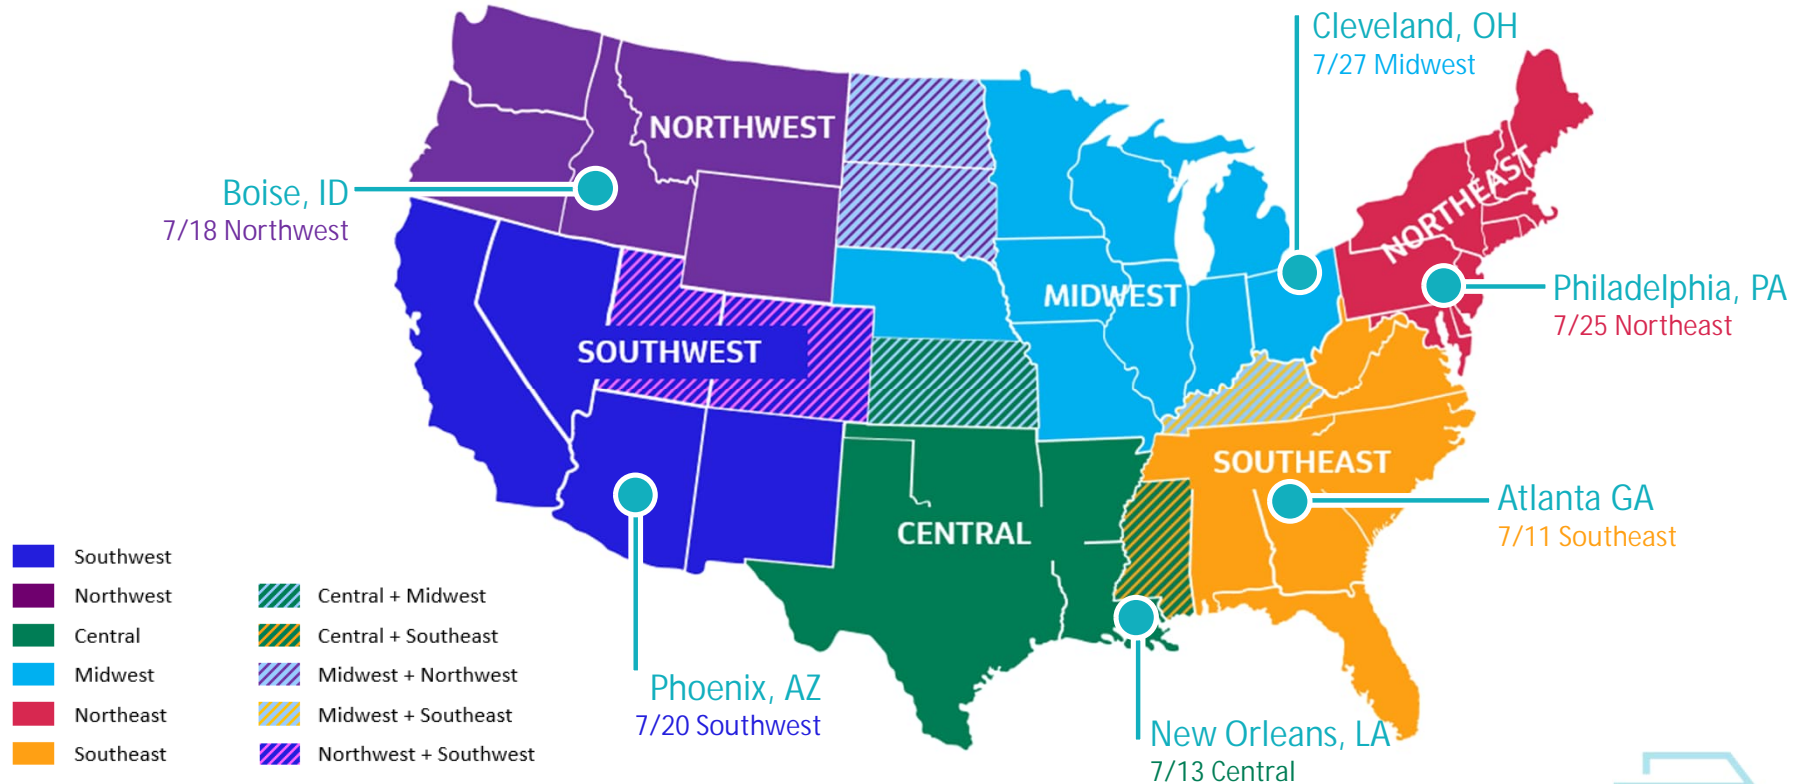 Cleveland, OH
7/27 Midwest
NORTHWEST
NORTHEAST
Boise, ID
7/18 Northwest
MIDWEST
Philadelphia, PA
7/25 Northeast
SOUTHWEST
SOUTHEAST
Atlanta GA
7/11 Southeast
CENTRAL
Southwest
Northwest
Central
Midwest
Northeast
Southeast
Central + Midwest
Central + Southeast
Midwest + Northwest
Midwest + Southeast
Northwest + Southwest
Phoenix, AZ
7/20 Southwest
New Orleans, LA
7/13 Central